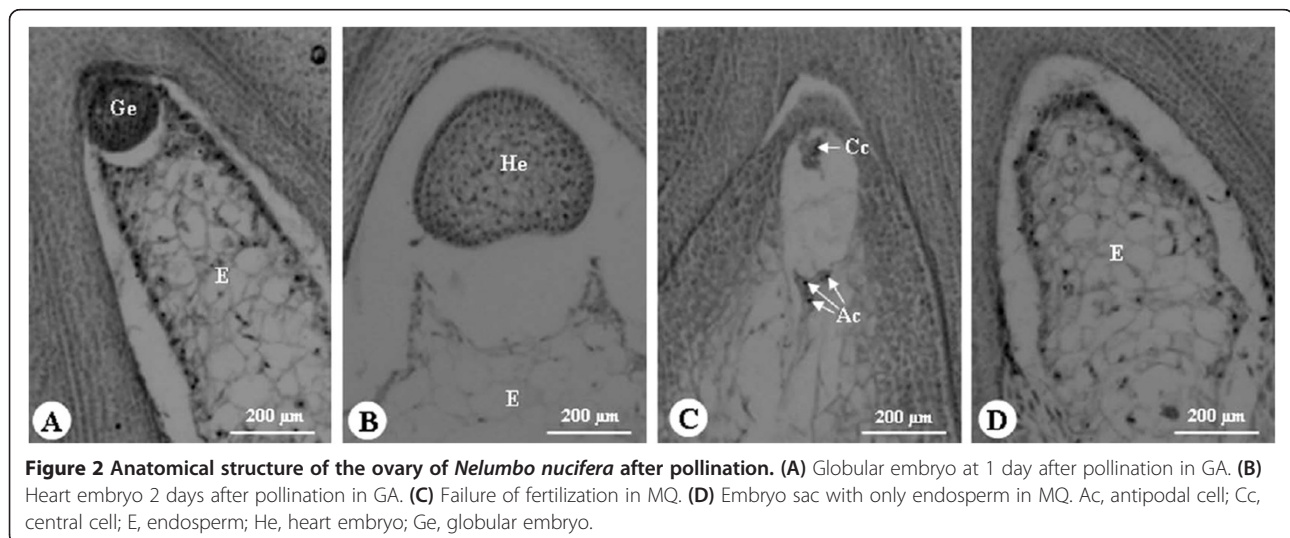 Ge
E
A
200 µm
He
E
B
200 µm
Cc
Ac
C
200 µm
E
D
200 µm
Figure 2 Anatomical structure of the ovary of Nelumbo nucifera after pollination. (A) Globular embryo at 1 day after pollination in GA. (B)
Heart embryo 2 days after pollination in GA. (C) Failure of fertilization in MQ. (D) Embryo sac with only endosperm in MQ. Ac, antipodal cell; Cc,
central cell; E, endosperm; He, heart embryo; Ge, globular embryo.